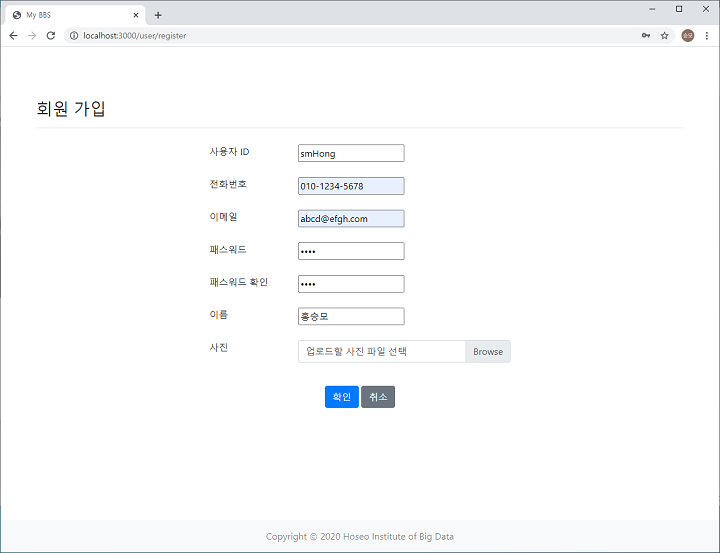 My BBS
localhost:3000/user/register
승모
회원 가입
사용자 ID smHong
전화번호 010-1234-5678
이메일 abcd@efgh.com
패스워드 ••••
패스워드 확인 ••••
이름 홍승모
사진 업로드할 사진 파일 선택 Browse
확인 취소
Copyright © 2020 Hoseo Institute of Big Data